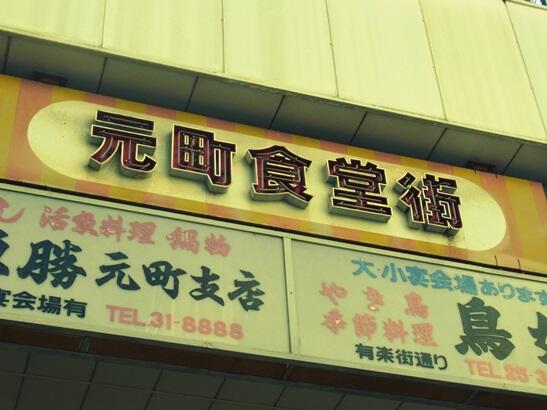 元町食堂街
活魚料理 鍋物
勝 元町支店
宴会場有
TEL.31-8888
大・小宴会場あります
やき鳥
季節料理
鳥
有楽街通り
TEL.25-3